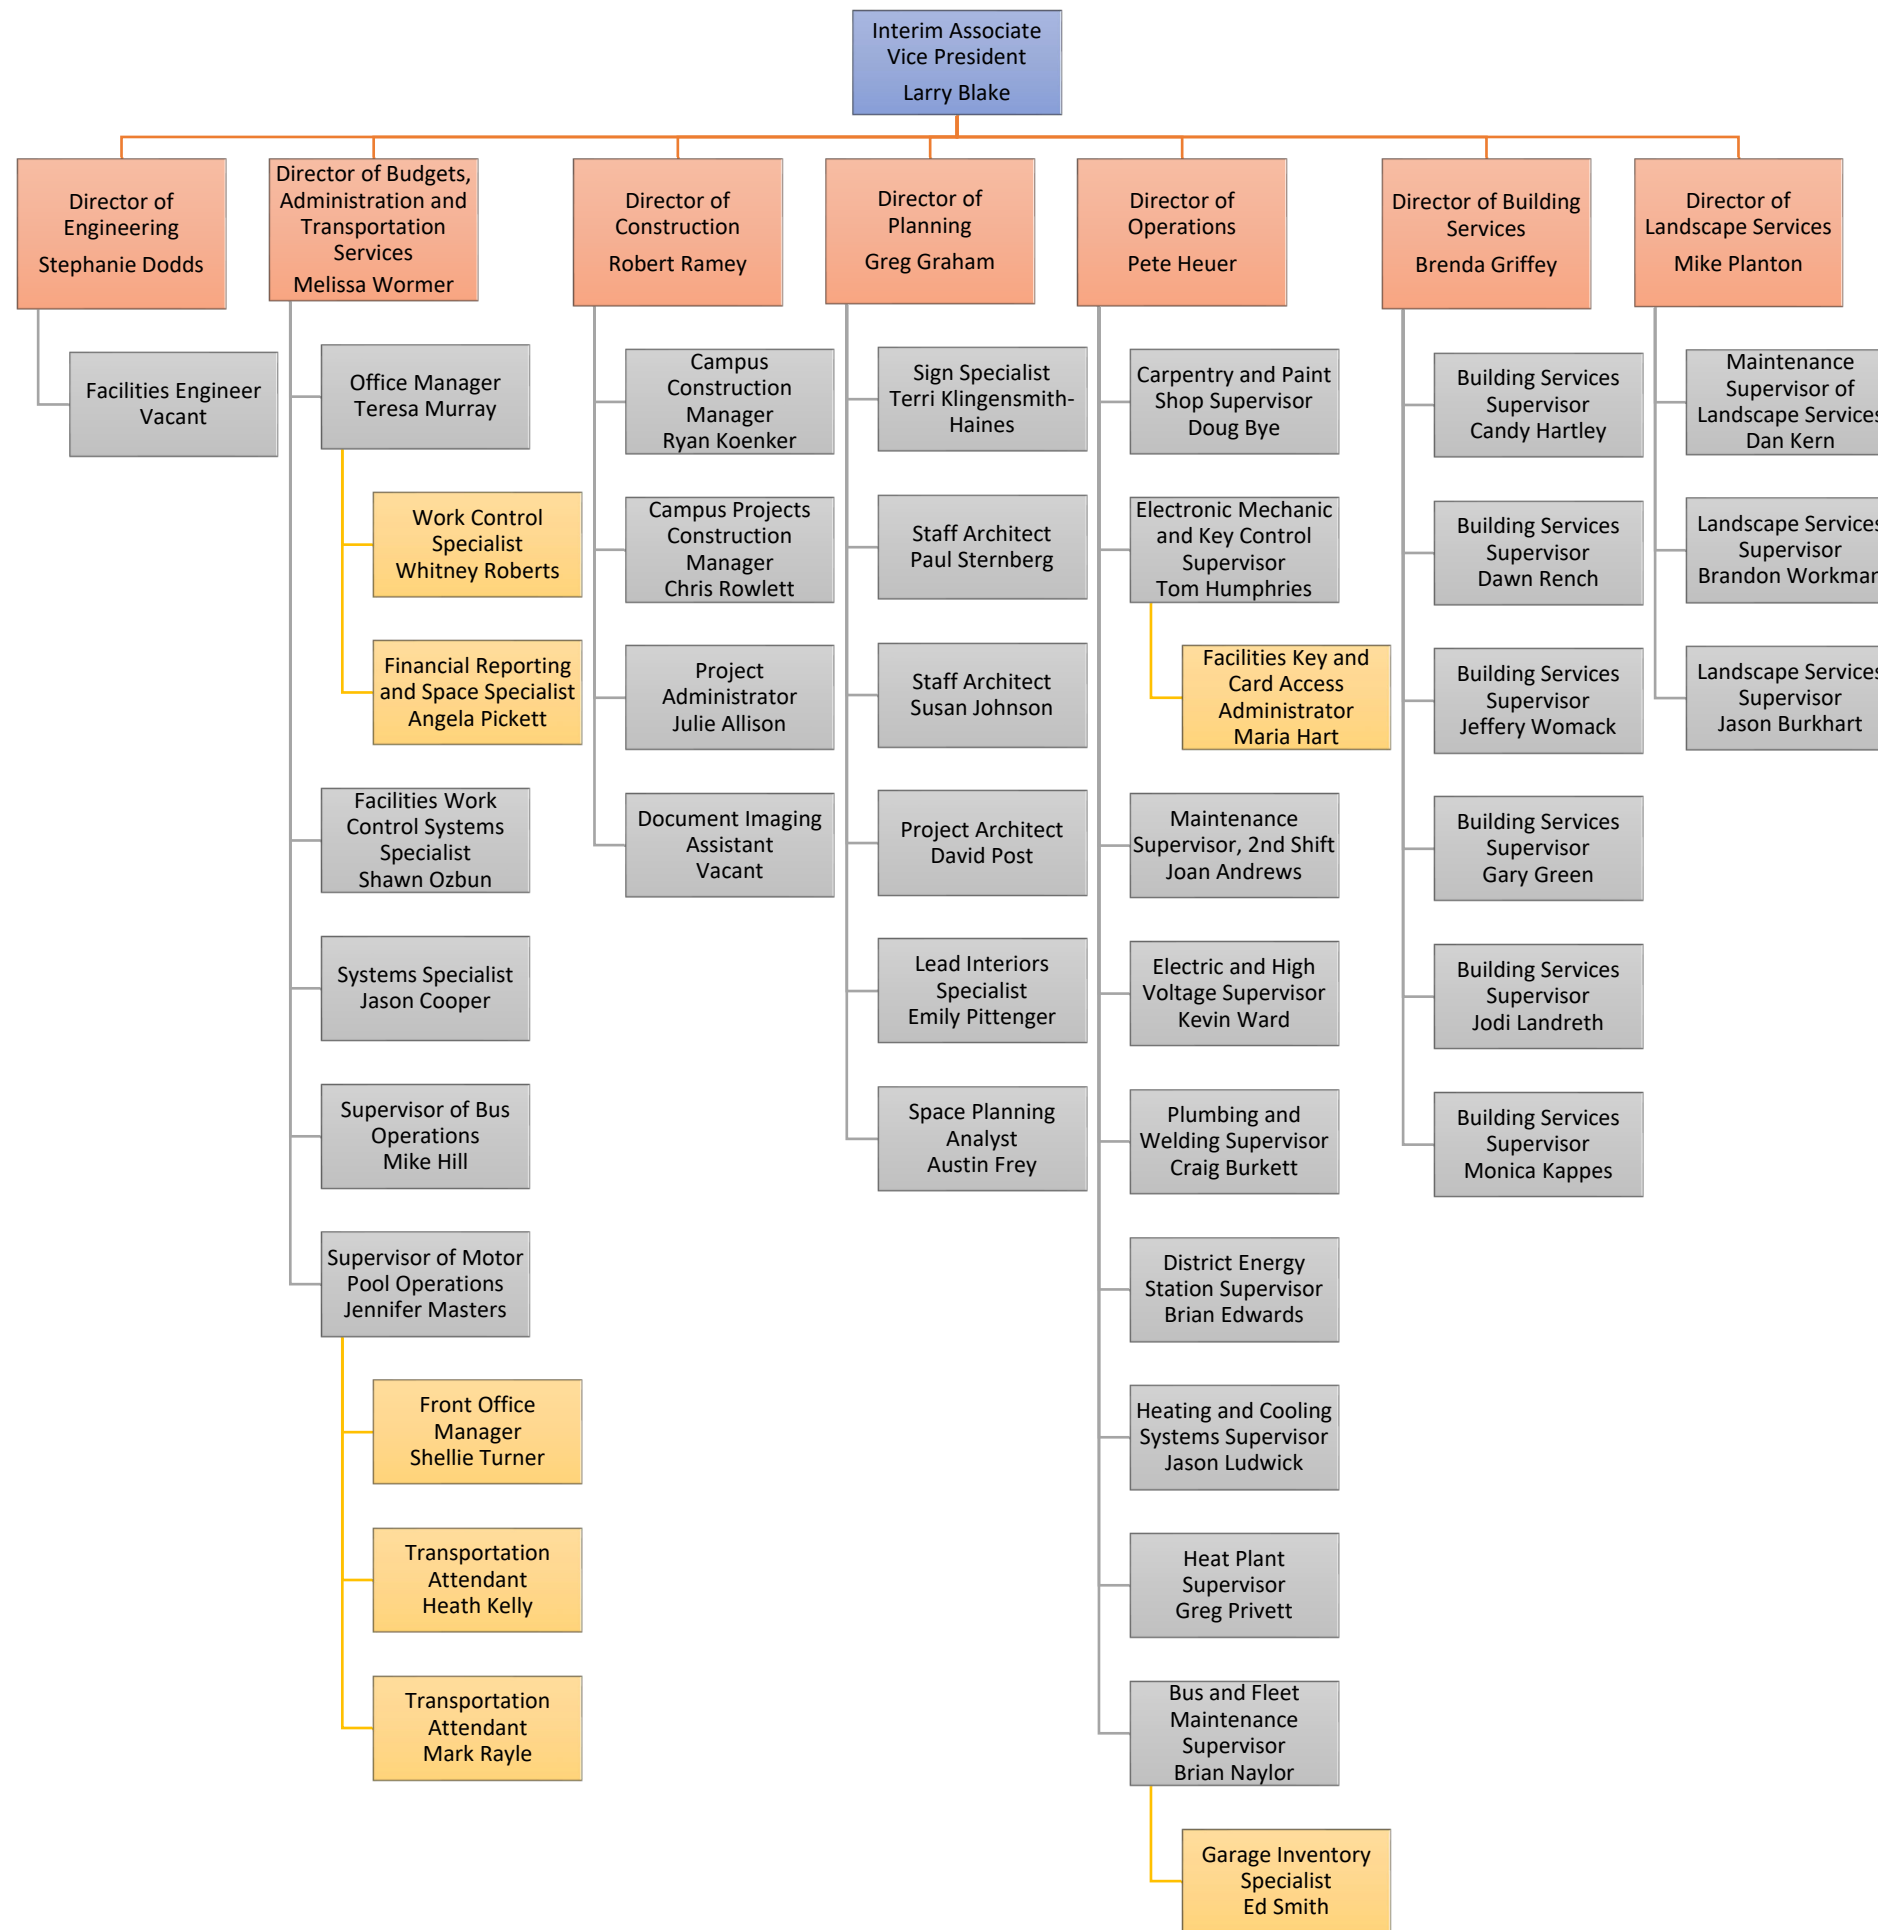 Interim Associate
Vice President
Larry Blake
Director of
Engineering
Stephanie Dodds
Facilities Engineer
Vacant
Director of Budgets,
Administration and
Transportation
Services
Melissa Wormer
Office Manager
Teresa Murray
Work Control
Specialist
Whitney Roberts
Financial Reporting
and Space Specialist
Angela Pickett
Facilities Work
Control Systems
Specialist
Shawn Ozbun
Systems Specialist
Jason Cooper
Supervisor of Bus
Operations
Mike Hill
Supervisor of Motor
Pool Operations
Jennifer Masters
Front Office
Manager
Shellie Turner
Transportation
Attendant
Heath Kelly
Transportation
Attendant
Mark Rayle
Director of
Construction
Robert Ramey
Campus
Construction
Manager
Ryan Koenker
Campus Projects
Construction
Manager
Chris Rowlett
Project
Administrator
Julie Allison
Document Imaging
Assistant
Vacant
Director of
Planning
Greg Graham
Sign Specialist
Terri Klingensmith-
Haines
Staff Architect
Paul Sternberg
Staff Architect
Susan Johnson
Project Architect
David Post
Lead Interiors
Specialist
Emily Pittenger
Space Planning
Analyst
Austin Frey
Director of
Operations
Pete Heuer
Carpentry and Paint
Shop Supervisor
Doug Bye
Electronic Mechanic
and Key Control
Supervisor
Tom Humphries
Facilities Key and
Card Access
Administrator
Maria Hart
Maintenance
Supervisor, 2nd Shift
Joan Andrews
Electric and High
Voltage Supervisor
Kevin Ward
Plumbing and
Welding Supervisor
Craig Burkett
District Energy
Station Supervisor
Brian Edwards
Heating and Cooling
Systems Supervisor
Jason Ludwick
Heat Plant
Supervisor
Greg Privett
Bus and Fleet
Maintenance
Supervisor
Brian Naylor
Garage Inventory
Specialist
Ed Smith
Director of Building
Services
Brenda Griffey
Building Services
Supervisor
Candy Hartley
Building Services
Supervisor
Dawn Rench
Building Services
Supervisor
Jeffery Womack
Building Services
Supervisor
Gary Green
Building Services
Supervisor
Jodi Landreth
Building Services
Supervisor
Monica Kappes
Director of
Landscape Services
Mike Planton
Maintenance
Supervisor of
Landscape Services
Dan Kern
Landscape Services
Supervisor
Brandon Workman
Landscape Services
Supervisor
Jason Burkhart